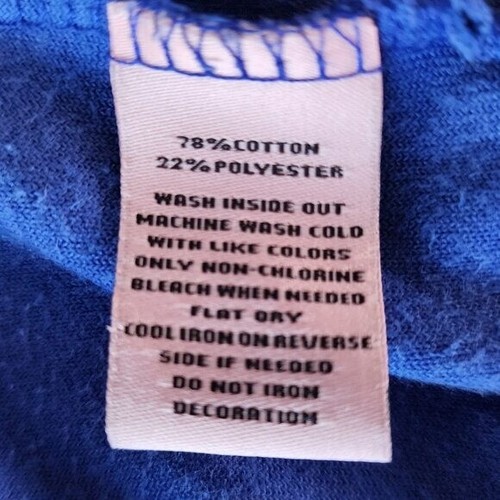 78%COTTON
22%POLYESTER
WASH INSIDE OUT
MACHINE WASH COLD
WITH LIKE COLORS
ONLY NON-CHLORINE
BLEACH WHEN NEEDED
FLAT DRY
COOL IRON ON REVERSE
SIDE IF NEEDED
DO NOT IRON
DECORATION